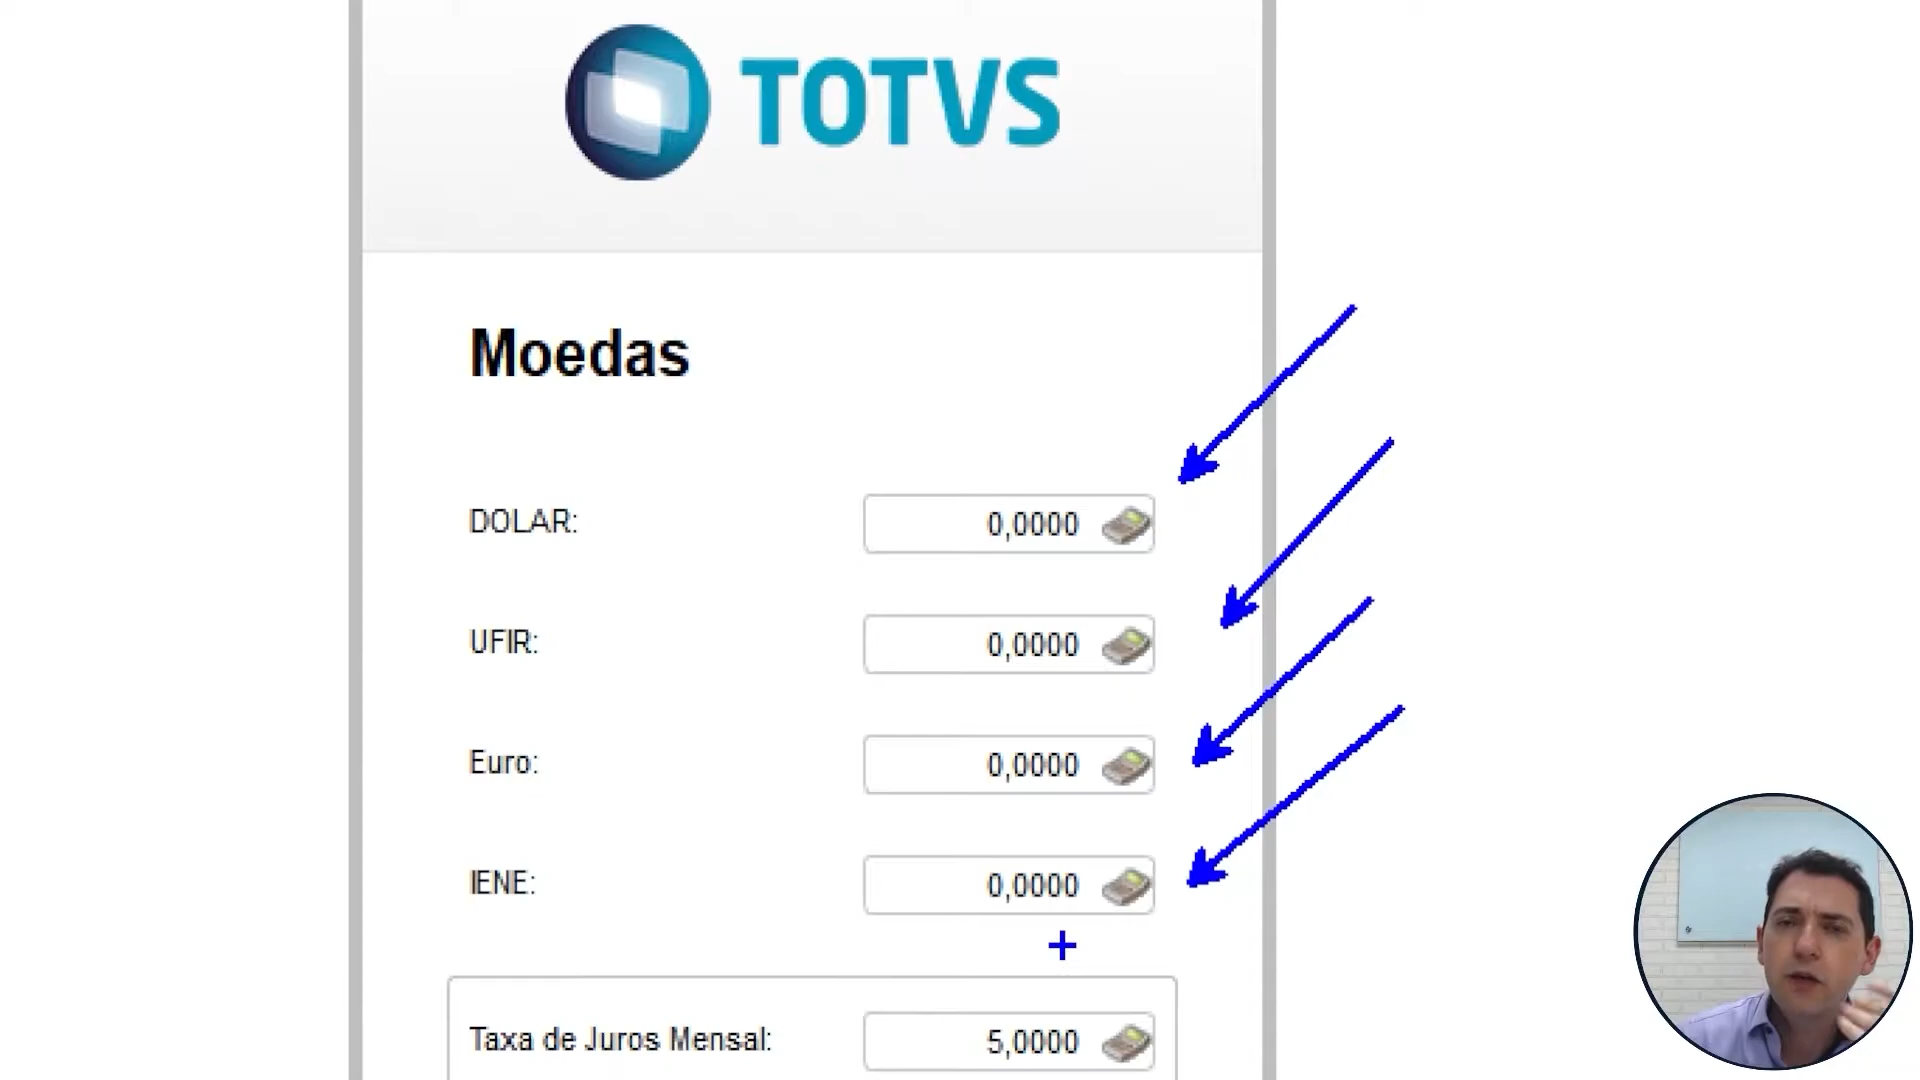 TOTVS
Moedas
DOLAR: 0,0000
UFIR: 0,0000
Euro: 0,0000
IENE: 0,0000
Taxa de Juros Mensal: 5,0000